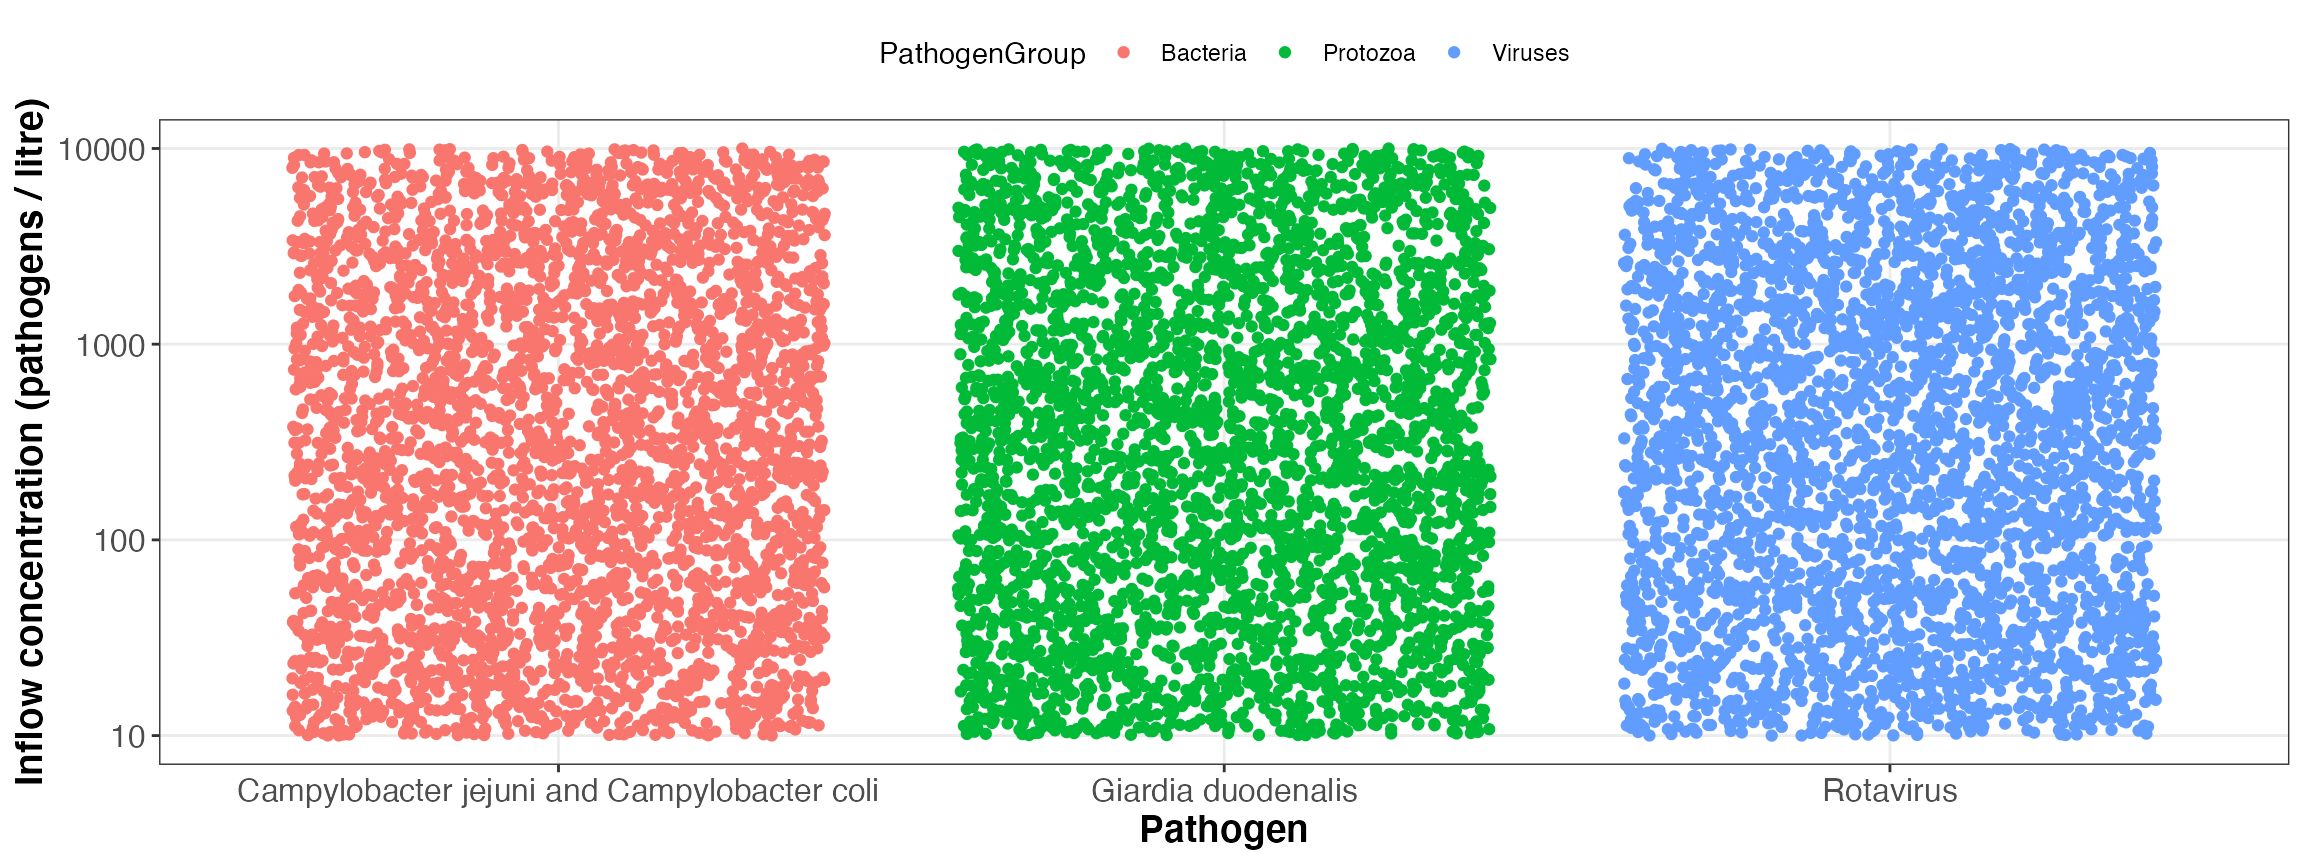 PathogenGroup Bacteria Protozoa Viruses
Inflow concentration (pathogens / litre)
10000
1000
100
10
Campylobacter jejuni and Campylobacter coli Giardia duodenalis Rotavirus
Pathogen